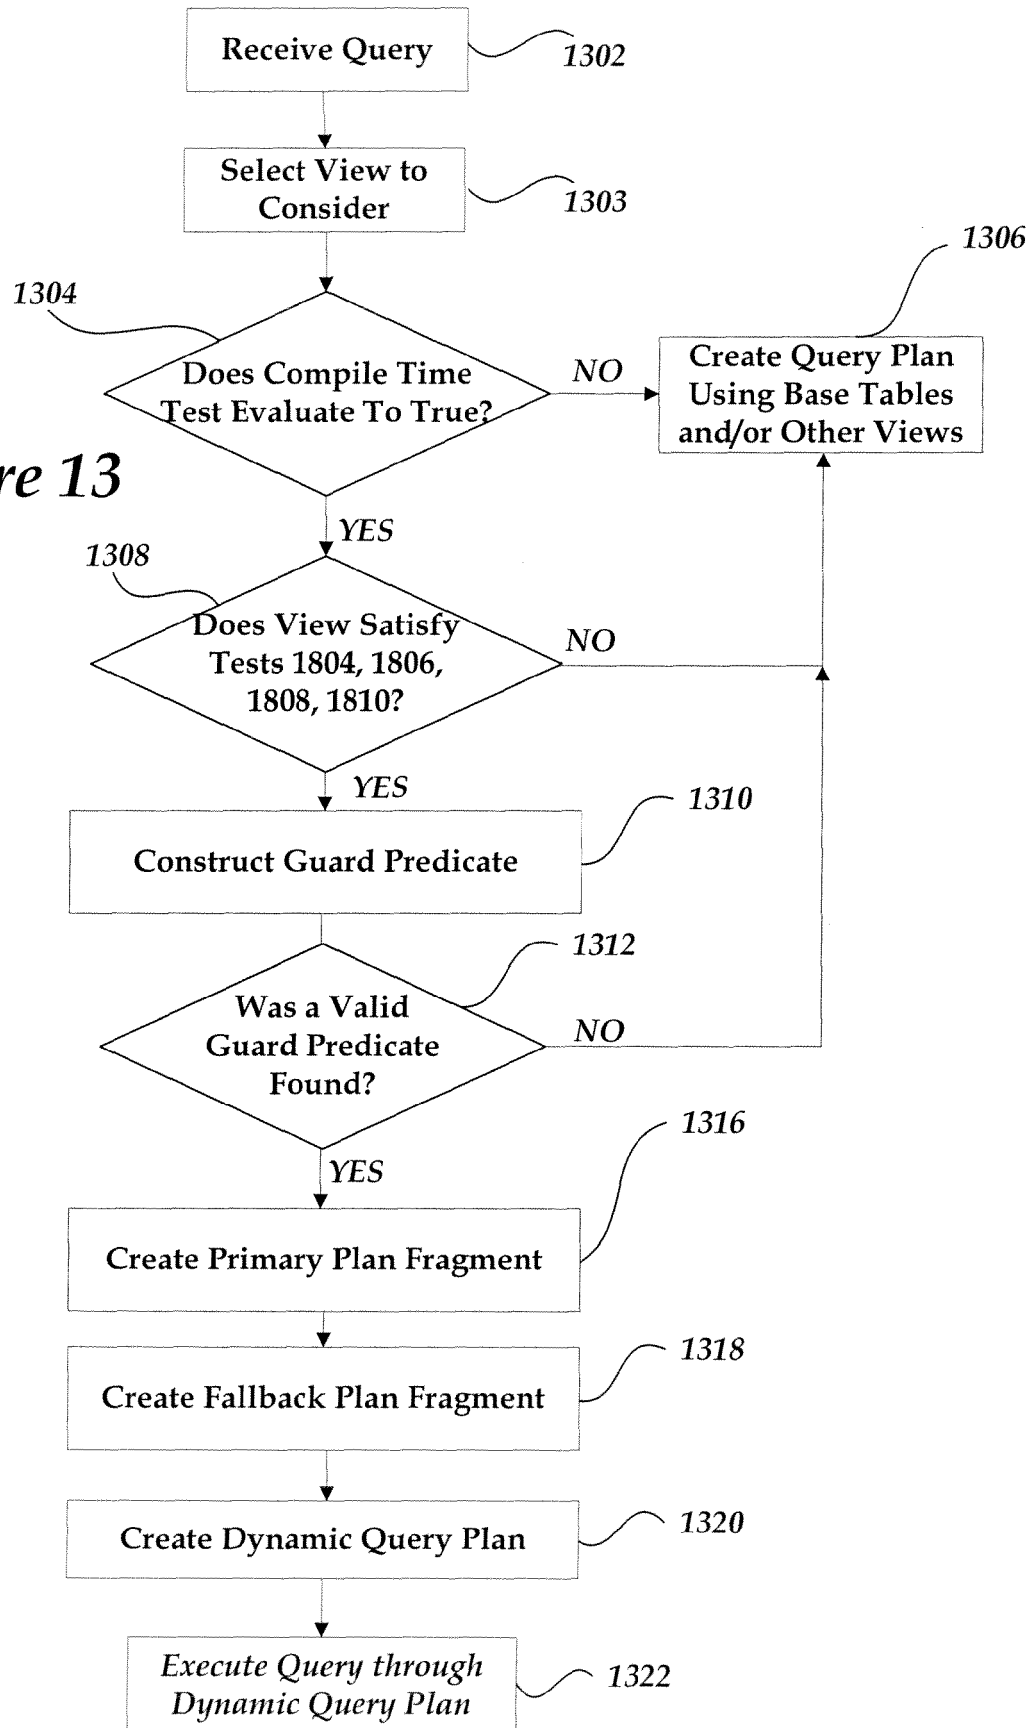 Receive Query
1302
Select View to
Consider
1303
1306
1304
Does Compile Time
Test Evaluate To True?
NO
Create Query Plan
Using Base Tables
and/or Other Views
re 13
YES
1308
Does View Satisfy
Tests 1804, 1806,
1808, 1810?
NO
YES
1310
Construct Guard Predicate
1312
Was a Valid
Guard Predicate
Found?
NO
1316
YES
Create Primary Plan Fragment
1318
Create Fallback Plan Fragment
1320
Create Dynamic Query Plan
Execute Query through
Dynamic Query Plan
1322